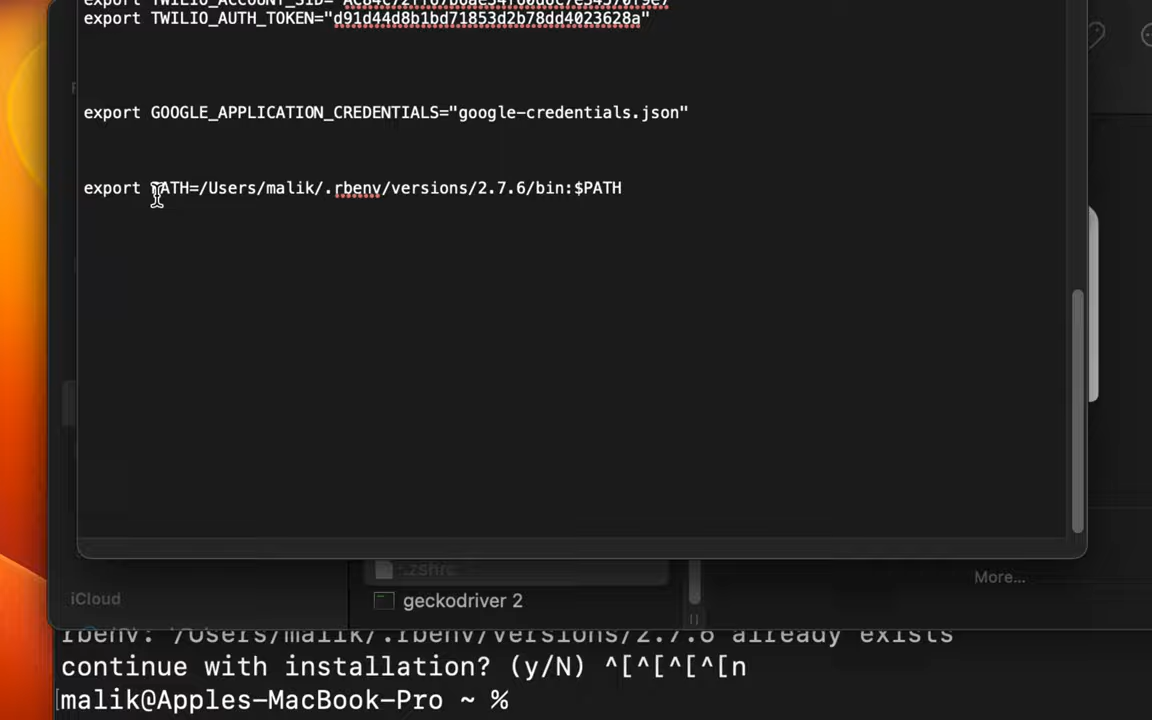 export TWILIO_AUTH_TOKEN="d91d44d8b1bd71853d2b78dd4023628a"
export GOOGLE_APPLICATION_CREDENTIALS="google-credentials.json"
export PATH=/Users/malik/.rbenv/versions/2.7.6/bin:$PATH
.zshrc
More...
iCloud
geckodriver 2
rbenv: /Users/malik/.rbenv/versions/2.7.6 already exists
continue with installation? (y/N) ^[^[^[^[n
malik@Apples-MacBook-Pro ~ %